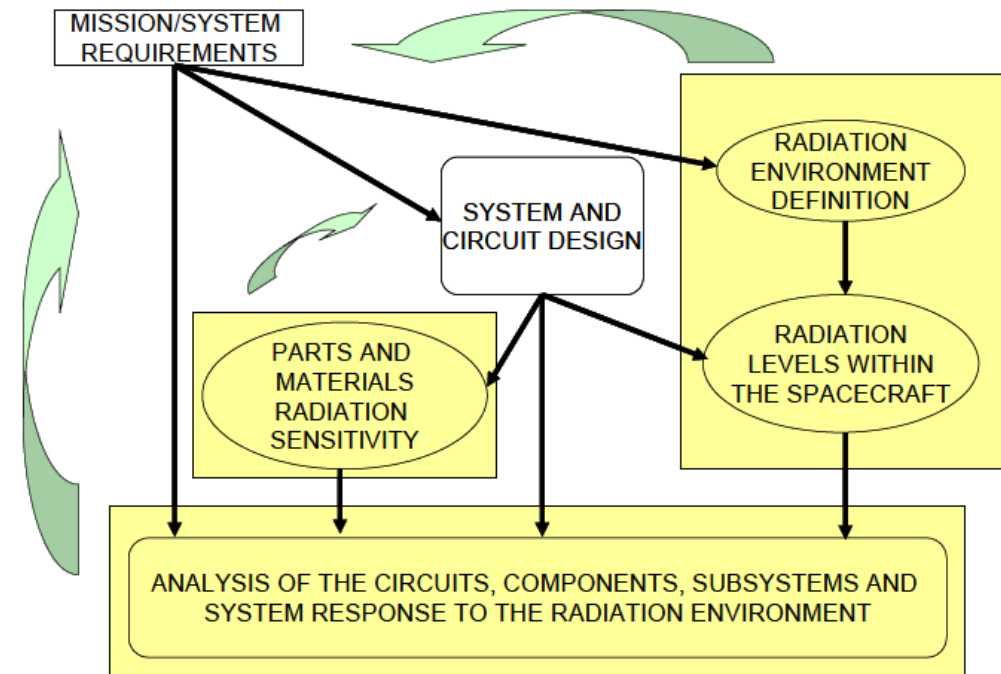 MISSION/SYSTEM
REQUIREMENTS
RADIATION
ENVIRONMENT
DEFINITION
SYSTEM AND
CIRCUIT DESIGN
RADIATION
LEVELS WITHIN
THE SPACECRAFT
PARTS AND
MATERIALS
RADIATION
SENSITIVITY
ANALYSIS OF THE CIRCUITS, COMPONENTS, SUBSYSTEMS AND
SYSTEM RESPONSE TO THE RADIATION ENVIRONMENT